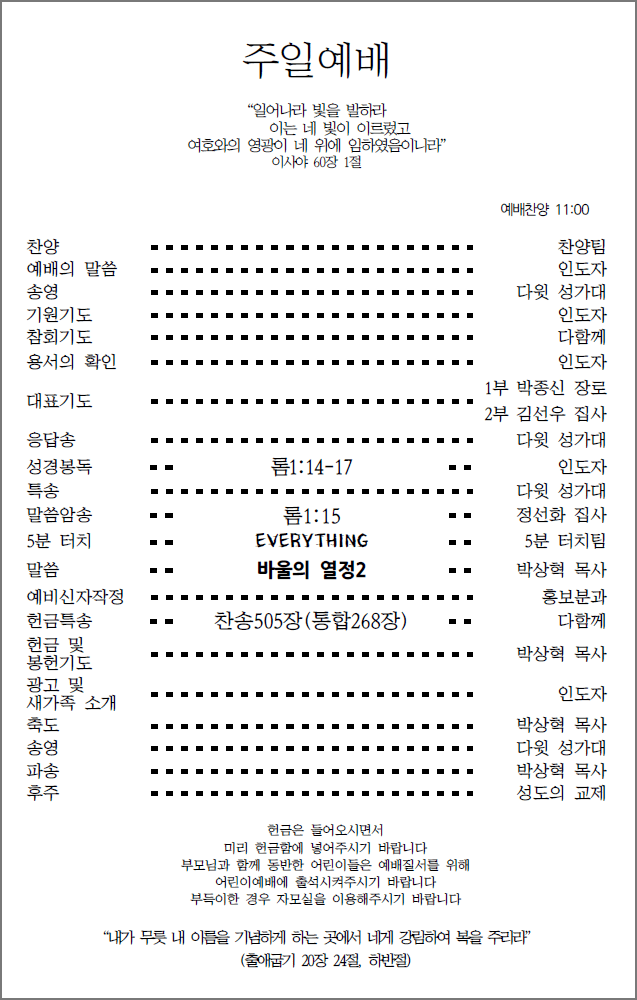 주일예배
“일어나라 빛을 발하라
이는 네 빛이 이르렀고
여호와의 영광이 네 위에 임하였음이니라”
이사야 60장 1절
예배찬양 11:00
찬양 찬양팀
예배의 말씀 인도자
송영 다윗 성가대
기원기도 인도자
참회기도 다함께
용서의 확인 인도자
대표기도 1부 박종신 장로
2부 김선우 집사
응답송 다윗 성가대
성경봉독 롬1:14-17 인도자
특송 다윗 성가대
말씀암송 롬1:15 정선화 집사
5분 터치 EVERYTHING 5분 터치팀
말씀 바울의 열정2 박상혁 목사
예비신자작정 홍보분과
헌금특송 찬송505장(통합268장) 다함께
헌금 및
봉헌기도 박상혁 목사
광고 및
새가족 소개 인도자
축도 박상혁 목사
송영 다윗 성가대
파송 박상혁 목사
후주 성도의 교제
헌금은 들어오시면서
미리 헌금함에 넣어주시기 바랍니다
부모님과 함께 동반한 어린이들은 예배질서를 위해
어린이예배에 출석시켜주시기 바랍니다
부득이한 경우 자모실을 이용해주시기 바랍니다
“내가 무릇 내 이름을 기념하게 하는 곳에서 네게 강림하여 복을 주리라”
(출애굽기 20장 24절, 하반절)